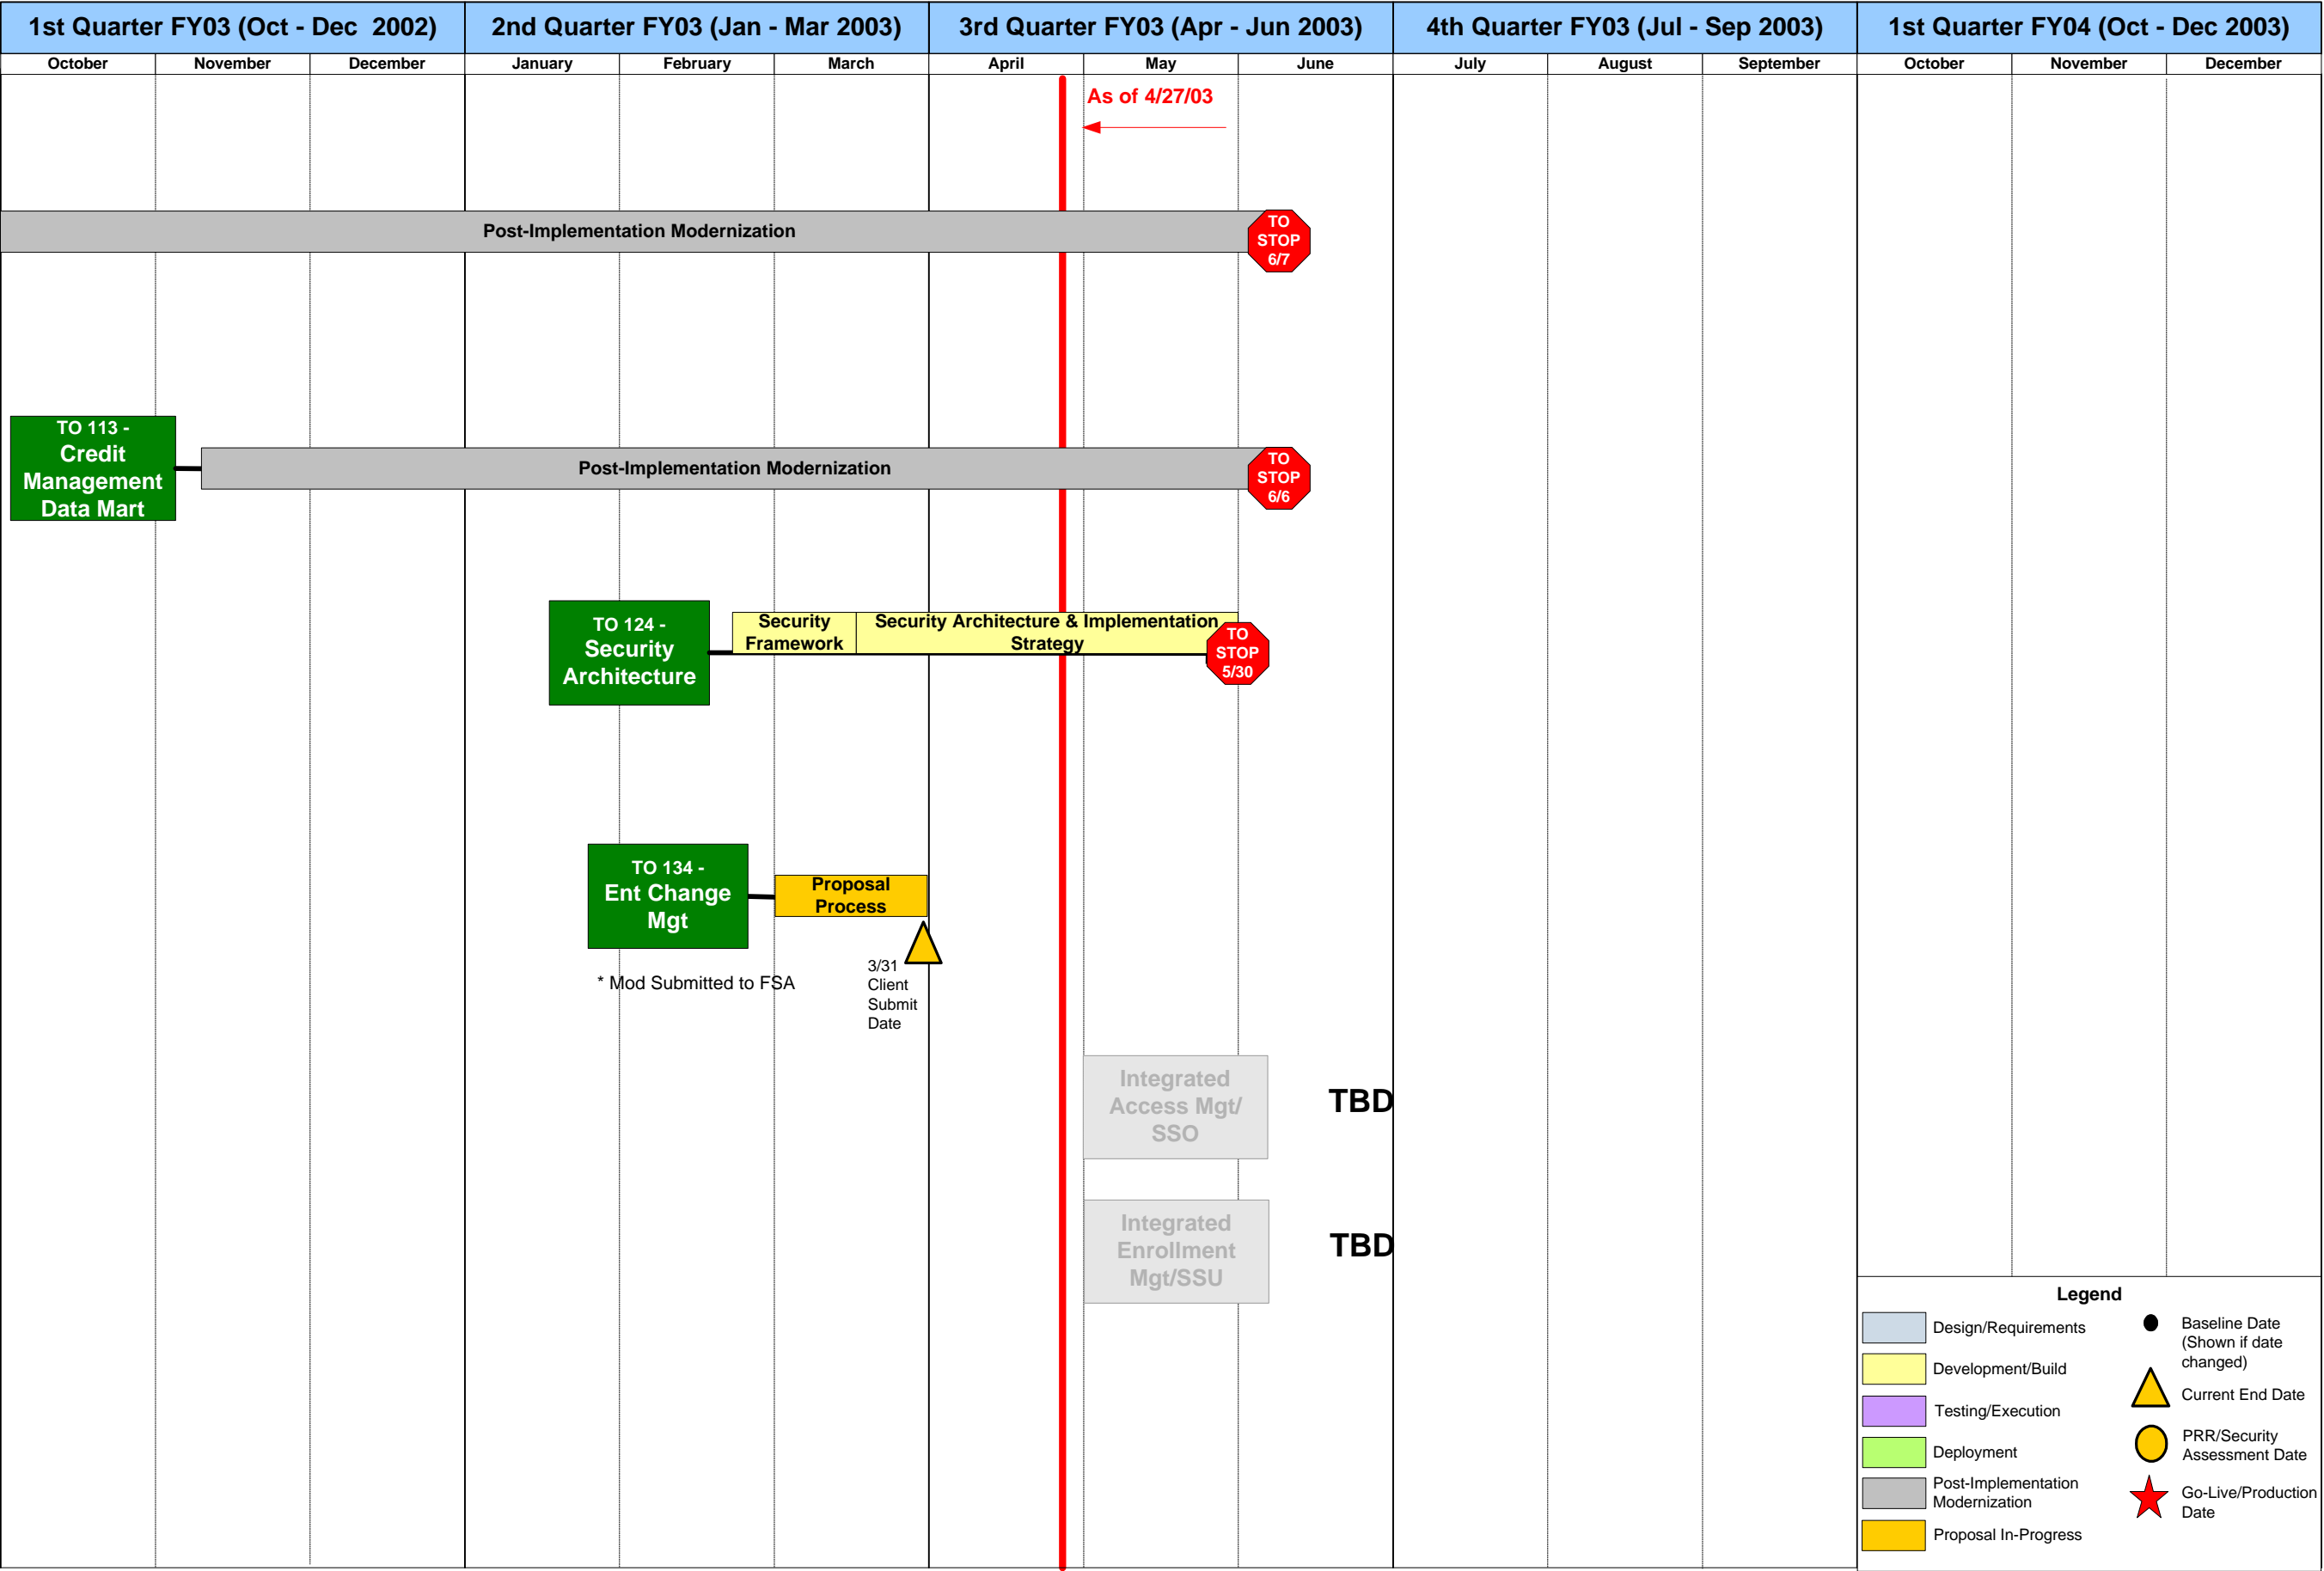 1st Quarter FY03 (Oct - Dec  2002)
2nd Quarter FY03 (Jan - Mar 2003)
3rd Quarter FY03 (Apr - Jun 2003)
4th Quarter FY03 (Jul - Sep 2003)
1st Quarter FY04 (Oct - Dec 2003)
October
November
December
January
February
March
April
May
June
July
August
September
October
November
December
As of 4/27/03
Post-Implementation Modernization
TO
STOP
6/7
TO 113 -
Credit
Management
Data Mart
Post-Implementation Modernization
TO
STOP
6/6
TO 124 -
Security
Architecture
Security
Framework
Security Architecture & Implementation
Strategy
TO
STOP
5/30
TO 134 -
Ent Change
Mgt
Proposal
Process
* Mod Submitted to FSA
3/31
Client
Submit
Date
Integrated
Access Mgt/
SSO
TBD
Integrated
Enrollment
Mgt/SSU
TBD
Legend
Design/Requirements
Development/Build
Testing/Execution
Deployment
Post-Implementation
Modernization
Proposal In-Progress
Baseline Date
(Shown if date
changed)
Current End Date
PRR/Security
Assessment Date
Go-Live/Production
Date